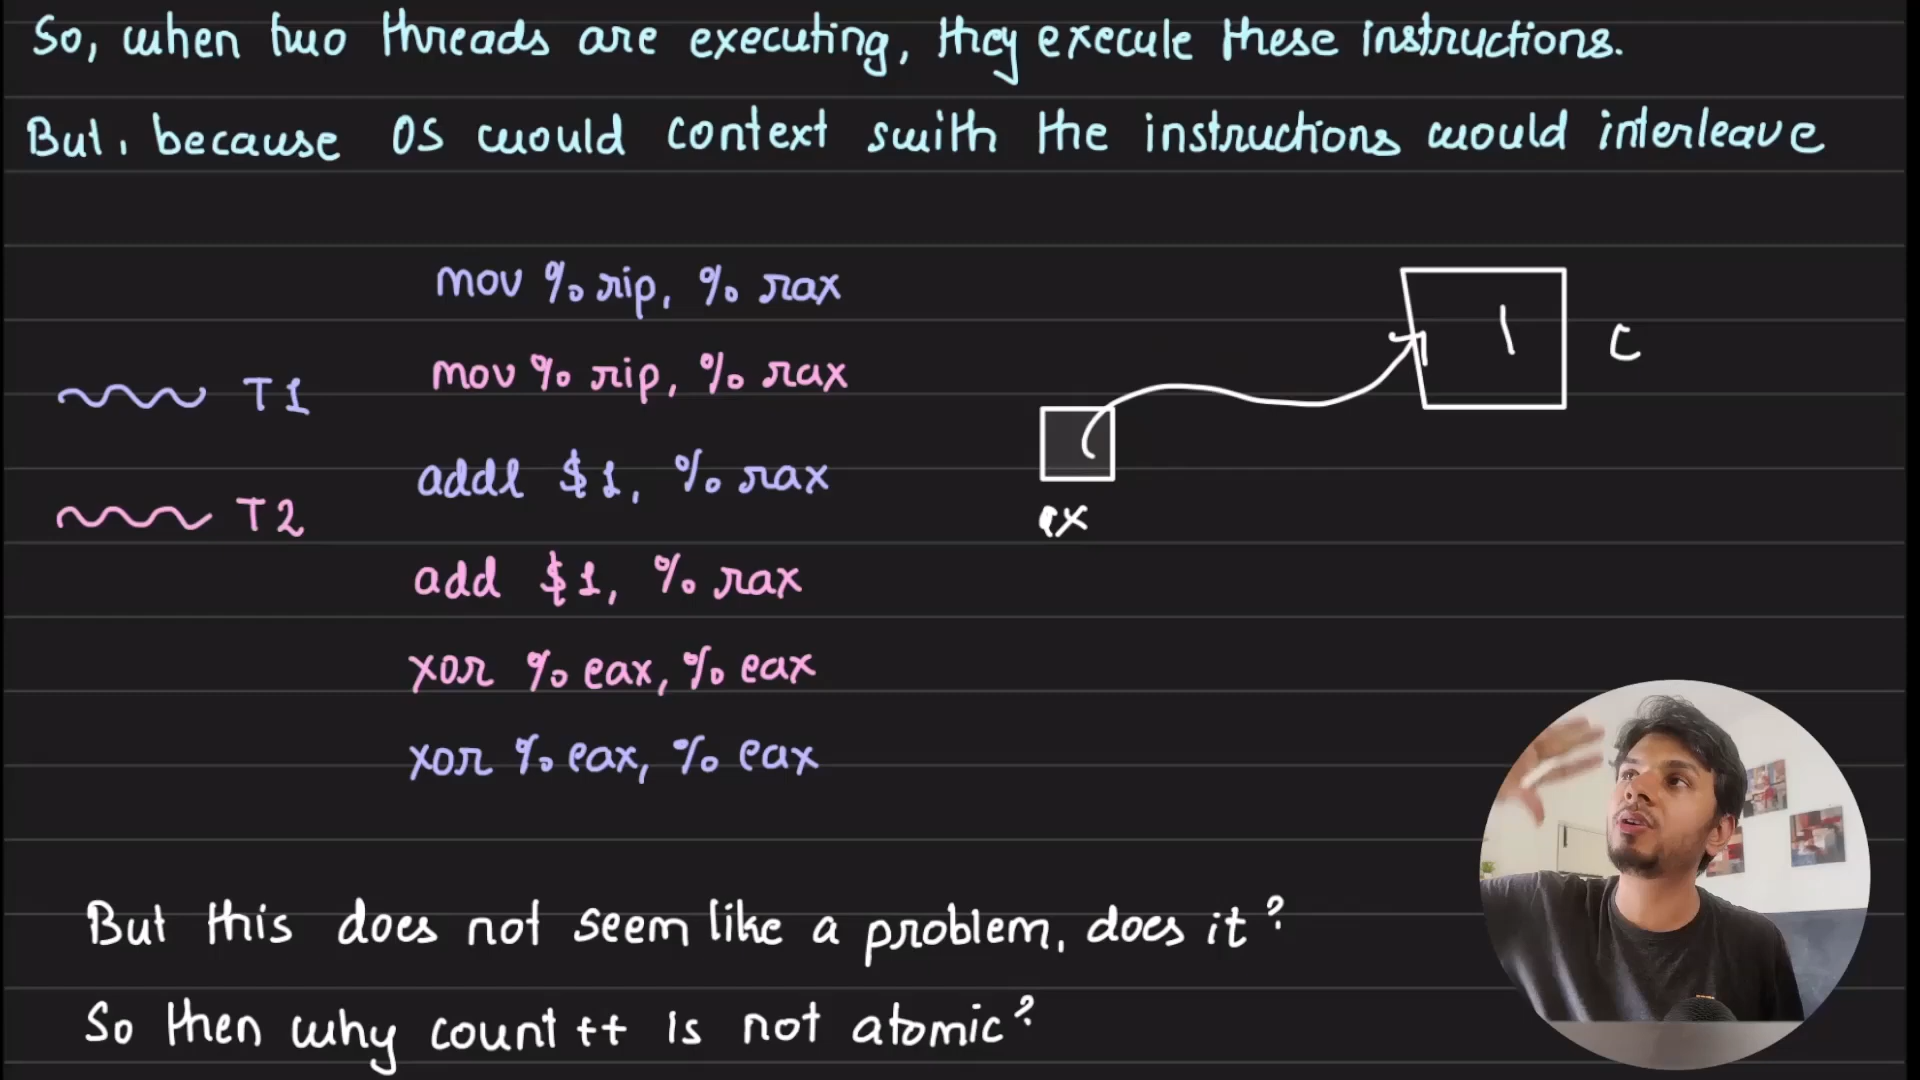 So, when two threads are executing, they execule these instructions.
But, because OS would context swith the instructions would interleave
mov % rip, % rax
mov % rip, % rax
T1
addl $1, % rax
T2
add $1, % rax
xor % eax, % eax
xor % eax, % eax
1
C
But this does not seem like a problem, does it?
So then why count ++ is not atomic?